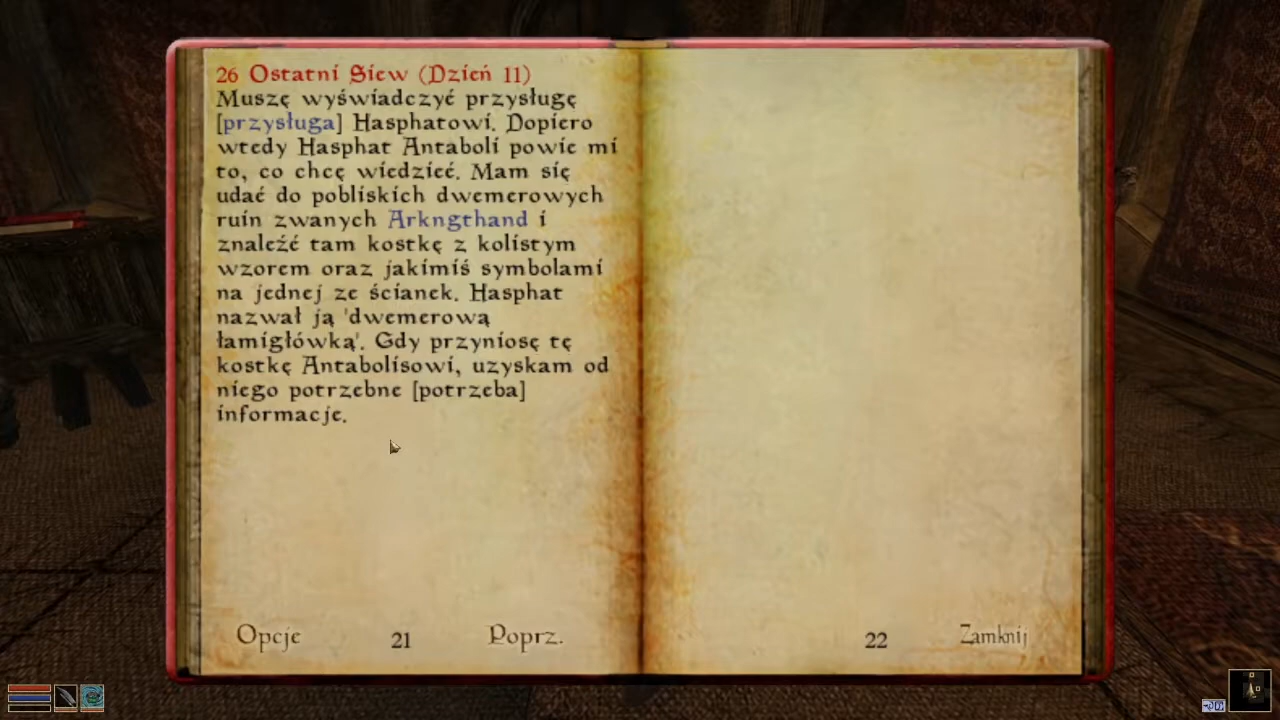 26 Ostatni Siew (Dzień 11)
Muszę wyświadczyć przysługę
[przysługa] Hasphatowi. Dopiero
wtedy Hasphat Antaboli powie mi
to, co chcę wiedzieć. Mam się
udać do pobliskich dwemerowych
ruin zwanych Arkngthand i
znaleźć tam kostkę z kolistym
wzorem oraz jakimiś symbolami
na jednej ze ścianek. Hasphat
nazwał ją 'dwemerową
łamigłówką'. Gdy przyniosę tę
kostkę Antabolisowi, uzyskam od
niego potrzebne [potrzeba]
informacje.
Opcje 21 Poprz. 22 Zamknij